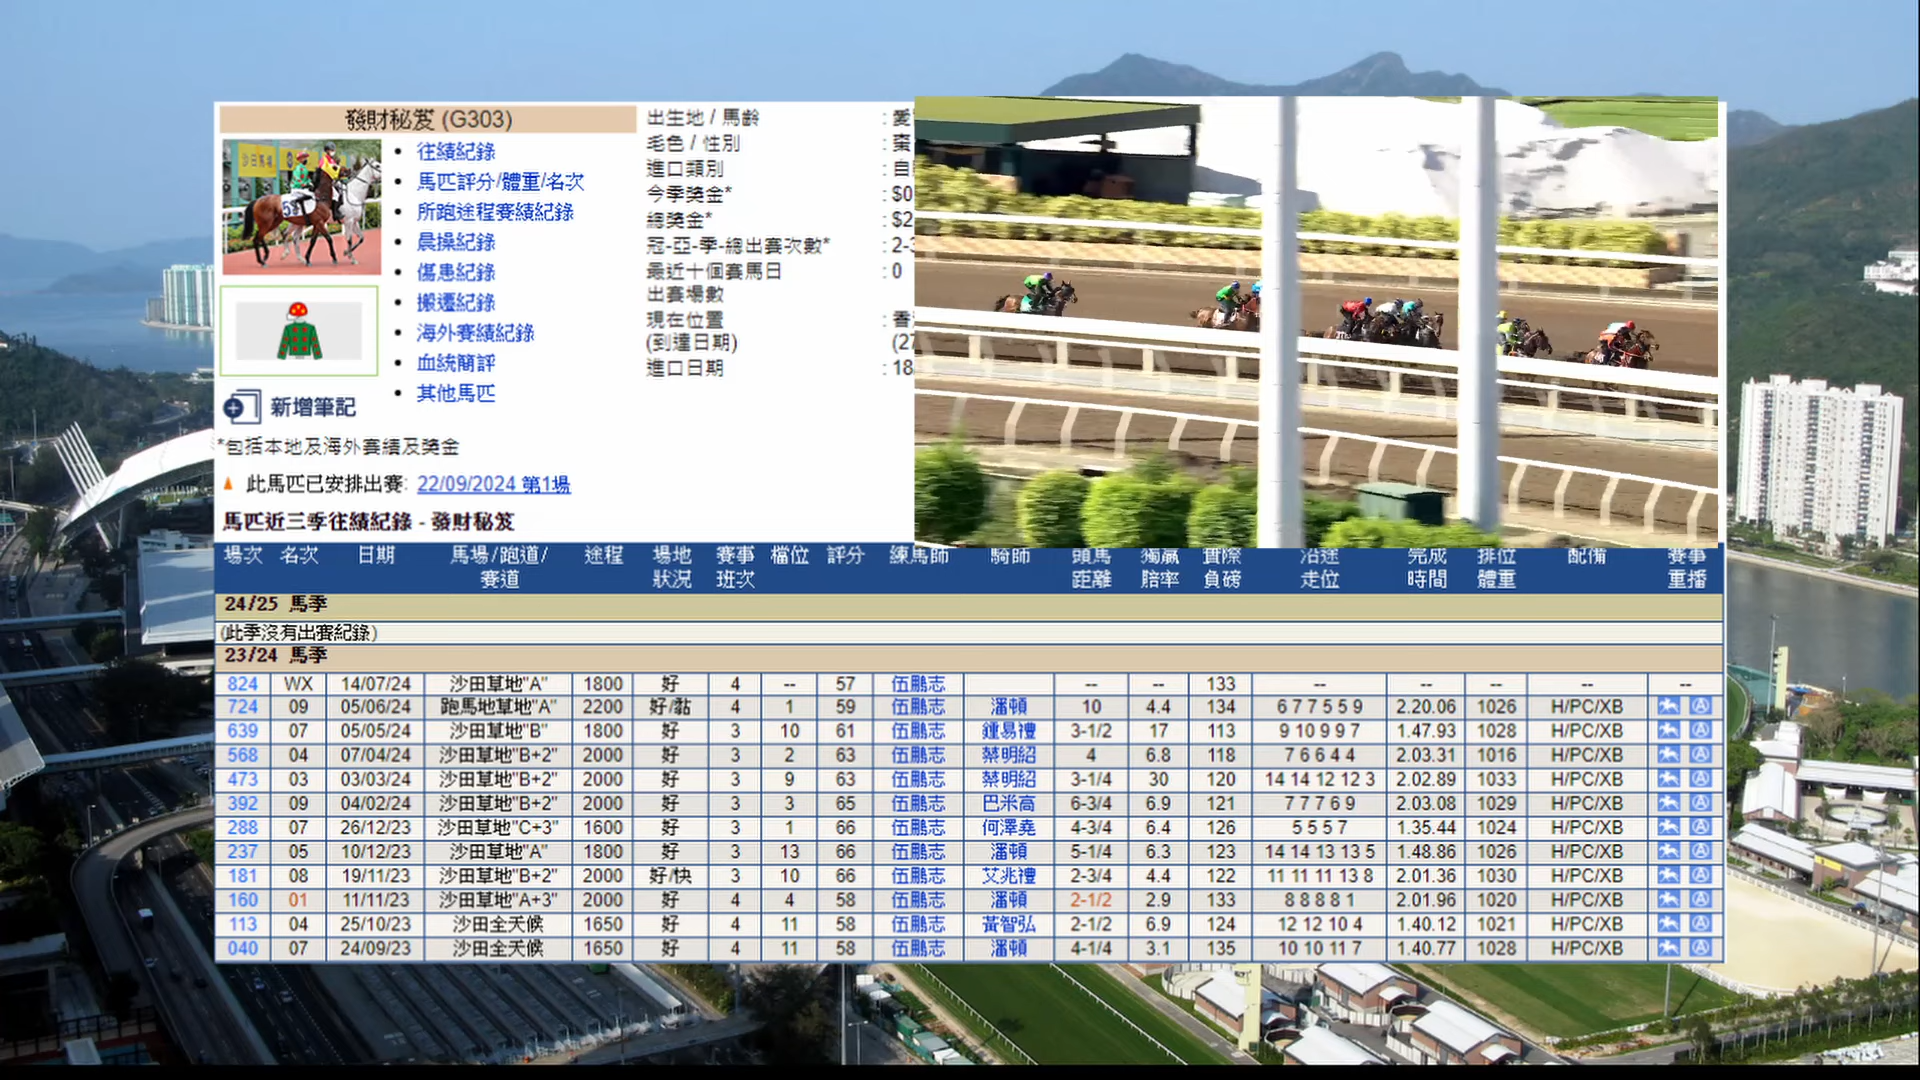 發財秘笈 (G303)
沙田馬場
5
• 往績紀錄
• 馬匹評分/體重/名次
• 所跑途程賽績紀錄
• 晨操紀錄
• 傷患紀錄
• 搬遷紀錄
• 海外賽績紀錄
• 血統簡評
• 其他馬匹
新增筆記
出生地 / 馬齡 : 愛
毛色 / 性別 : 棗
進口類別 : 自
今季獎金* : $0
總獎金* : $2
冠-亞-季-總出賽次數* : 2-3
最近十個賽馬日 : 0
出賽場數
現在位置 : 香
(到達日期) (27
進口日期 : 18
*包括本地及海外賽績及獎金
此馬匹已安排出賽: 22/09/2024 第1場
馬匹近三季往績紀錄 - 發財秘笈
場次 名次 日期 馬場/跑道/ 途程 場地 賽事 檔位 評分 練馬師 騎師 頭馬 獨贏 實際 沿途 完成 排位 配備 賽事
賽道 狀況 班次 距離 賠率 負磅 走位 時間 體重 重播
24/25 馬季
(此季沒有出賽紀錄)
23/24 馬季
824 WX 14/07/24 沙田草地"A" 1800 好 4 -- 57 伍鵬志 -- -- 133 -- -- -- -- --
724 09 05/06/24 跑馬地草地"A" 2200 好/黏 4 1 59 伍鵬志 潘頓 10 4.4 134 6 7 7 5 5 9 2.20.06 1026 H/PC/XB
639 07 05/05/24 沙田草地"B" 1800 好 3 10 61 伍鵬志 鍾易禮 3-1/2 17 113 9 10 9 9 7 1.47.93 1028 H/PC/XB
568 04 07/04/24 沙田草地"B+2" 2000 好 3 2 63 伍鵬志 蔡明紹 4 6.8 118 7 6 6 4 4 2.03.31 1016 H/PC/XB
473 03 03/03/24 沙田草地"B+2" 2000 好 3 9 63 伍鵬志 蔡明紹 3-1/4 30 120 14 14 12 12 3 2.02.89 1033 H/PC/XB
392 09 04/02/24 沙田草地"B+2" 2000 好 3 3 65 伍鵬志 巴米高 6-3/4 6.9 121 7 7 7 6 9 2.03.08 1029 H/PC/XB
288 07 26/12/23 沙田草地"C+3" 1600 好 3 1 66 伍鵬志 何澤堯 4-3/4 6.4 126 5 5 5 7 1.35.44 1024 H/PC/XB
237 05 10/12/23 沙田草地"A" 1800 好 3 13 66 伍鵬志 潘頓 5-1/4 6.3 123 14 14 13 13 5 1.48.86 1026 H/PC/XB
181 08 19/11/23 沙田草地"B+2" 2000 好/快 3 10 66 伍鵬志 艾兆禮 2-3/4 4.4 122 11 11 11 13 8 2.01.36 1030 H/PC/XB
160 01 11/11/23 沙田草地"A+3" 2000 好 4 4 58 伍鵬志 潘頓 2-1/2 2.9 133 8 8 8 8 1 2.01.96 1020 H/PC/XB
113 04 25/10/23 沙田全天候 1650 好 4 11 58 伍鵬志 黃智弘 2-1/2 6.9 124 12 12 10 4 1.40.12 1021 H/PC/XB
040 07 24/09/23 沙田全天候 1650 好 4 11 58 伍鵬志 潘頓 4-1/4 3.1 135 10 10 11 7 1.40.77 1028 H/PC/XB